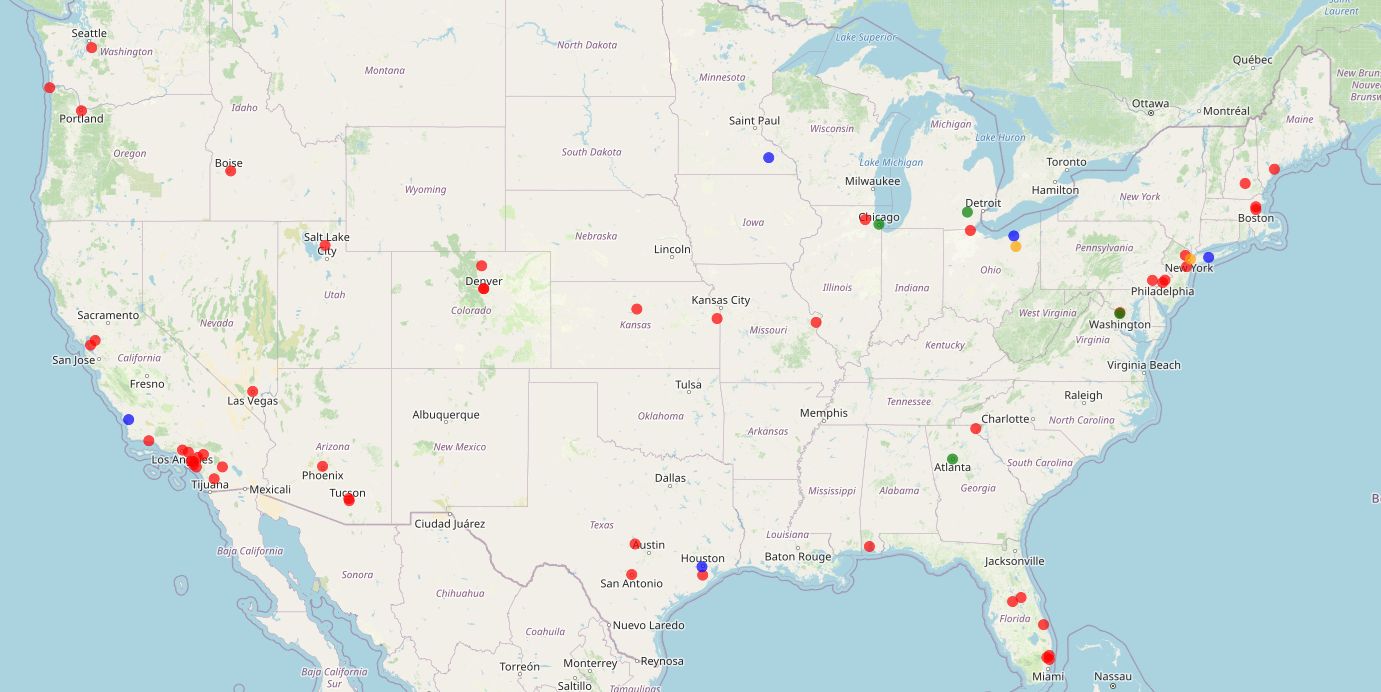 Saint
Laurent
Seattle
Washington
North Dakota
Lake Superior
Québec
Montana
Minnesota
New Brunswick
Nouveau
Brunswick
Idaho
Ottawa
Montréal
Portland
Saint Paul
Wisconsin
Michigan
Maine
Lake Huron
Oregon
South Dakota
Boise
Lake Michigan
Toronto
Wyoming
Milwaukee
Hamilton
New York
Detroit
Chicago
Boston
Iowa
Salt Lake
City
Nebraska
Lincoln
Pennsylvania
Denver
Ohio
New York
Utah
Illinois
Indiana
Philadelphia
Kansas City
Colorado
Sacramento
Nevada
Kansas
Missouri
West Virginia
Washington
Kentucky
Virginia
San Jose
California
Virginia Beach
Fresno
Tulsa
Las Vegas
Raleigh
Tennessee
Albuquerque
Oklahoma
Memphis
Charlotte
North Carolina
Arkansas
Arizona
New Mexico
Los Angeles
Phoenix
Atlanta
South Carolina
Tijuana
Mexicali
Dallas
Mississippi
Alabama
Georgia
Tucson
Ciudad Juárez
Texas
Louisiana
Austin
Baja California
Houston
Baton Rouge
Jacksonville
Sonora
San Antonio
Chihuahua
Florida
Coahuila
Nuevo Laredo
Torreón
Monterrey
Reynosa
Baja California
Sur
Saltillo
Tamaulipas
Miami
Nassau